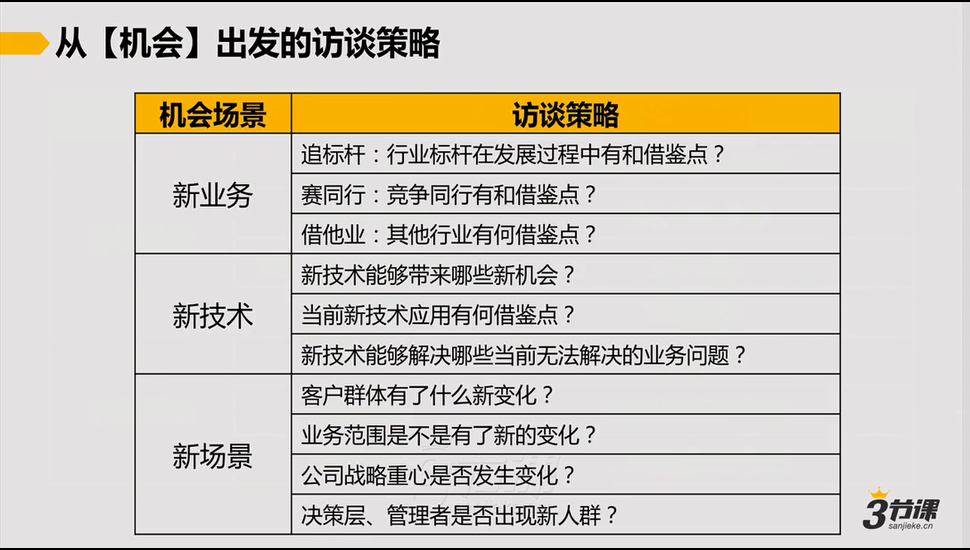 从【机会】出发的访谈策略
机会场景
访谈策略
新业务
追标杆：行业标杆在发展过程中有和借鉴点？
赛同行：竞争同行有和借鉴点？
借他业：其他行业有何借鉴点？
新技术
新技术能够带来哪些新机会？
当前新技术应用有何借鉴点？
新技术能够解决哪些当前无法解决的业务问题？
新场景
客户群体有了什么新变化？
业务范围是不是有了新的变化？
公司战略重心是否发生变化？
决策层、管理者是否出现新人群？
3节课
sanjieke.cn